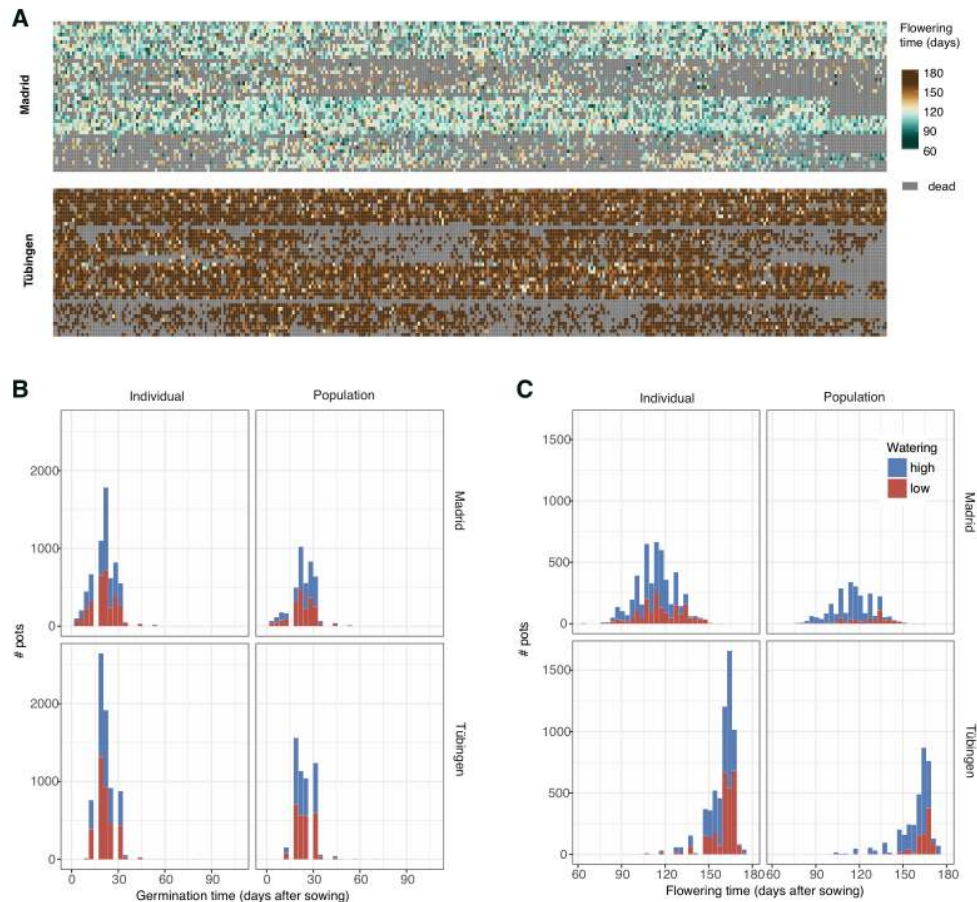 A
Flowering
time (days)
Madrid
180
150
120
90
60
dead
Tübingen
B
Individual
Population
# pots
2000
1000
0
Madrid
2000
1000
0
Tübingen
0
30
60
90
0
30
60
90
Germination time (days after sowing)
C
Individual
Population
Watering
high
low
# pots
1500
1000
500
0
Madrid
1500
1000
500
0
Tübingen
60
90
120
150
180
60
90
120
150
180
Flowering time (days after sowing)